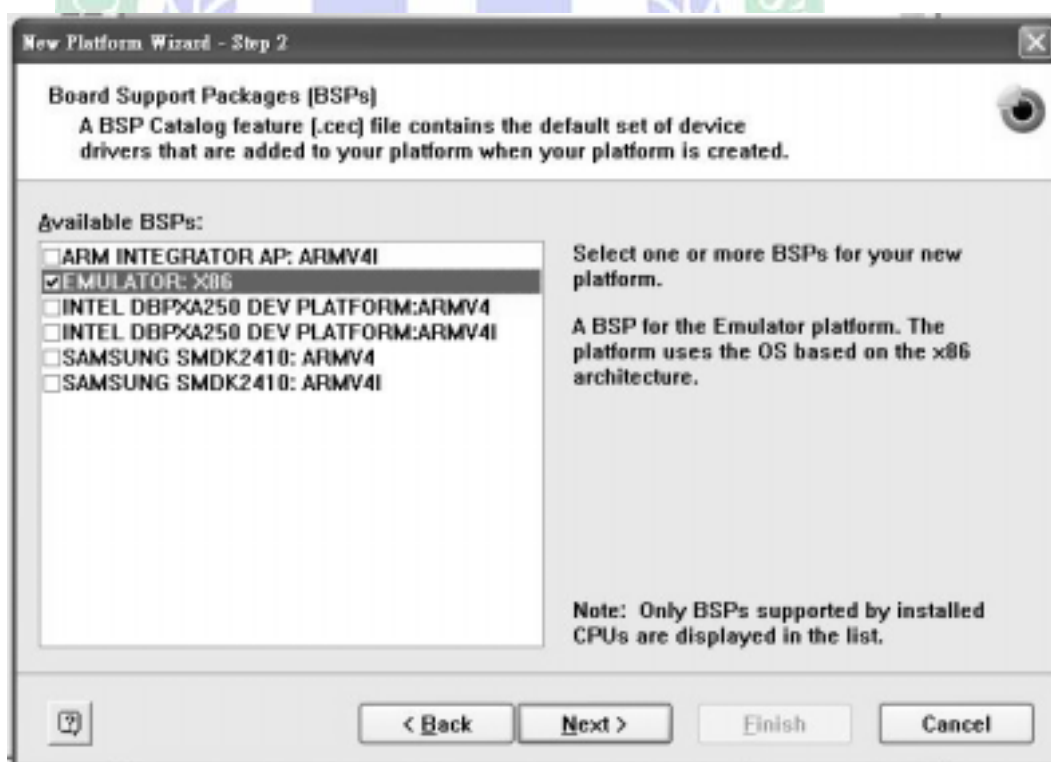 New Platform Wizard - Step 2
Board Support Packages (BSPs)
A BSP Catalog feature (.cec) file contains the default set of device
drivers that are added to your platform when your platform is created.
Available BSPs:
ARM INTEGRATOR AP: ARMV4I
EMULATOR: X86
INTEL DBPXA250 DEV PLATFORM:ARMV4
INTEL DBPXA250 DEV PLATFORM:ARMV4I
SAMSUNG SMDK2410: ARMV4
SAMSUNG SMDK2410: ARMV4I
Select one or more BSPs for your new
platform.
A BSP for the Emulator platform. The
platform uses the OS based on the x86
architecture.
Note: Only BSPs supported by installed
CPUs are displayed in the list.
< Back
Next >
Finish
Cancel